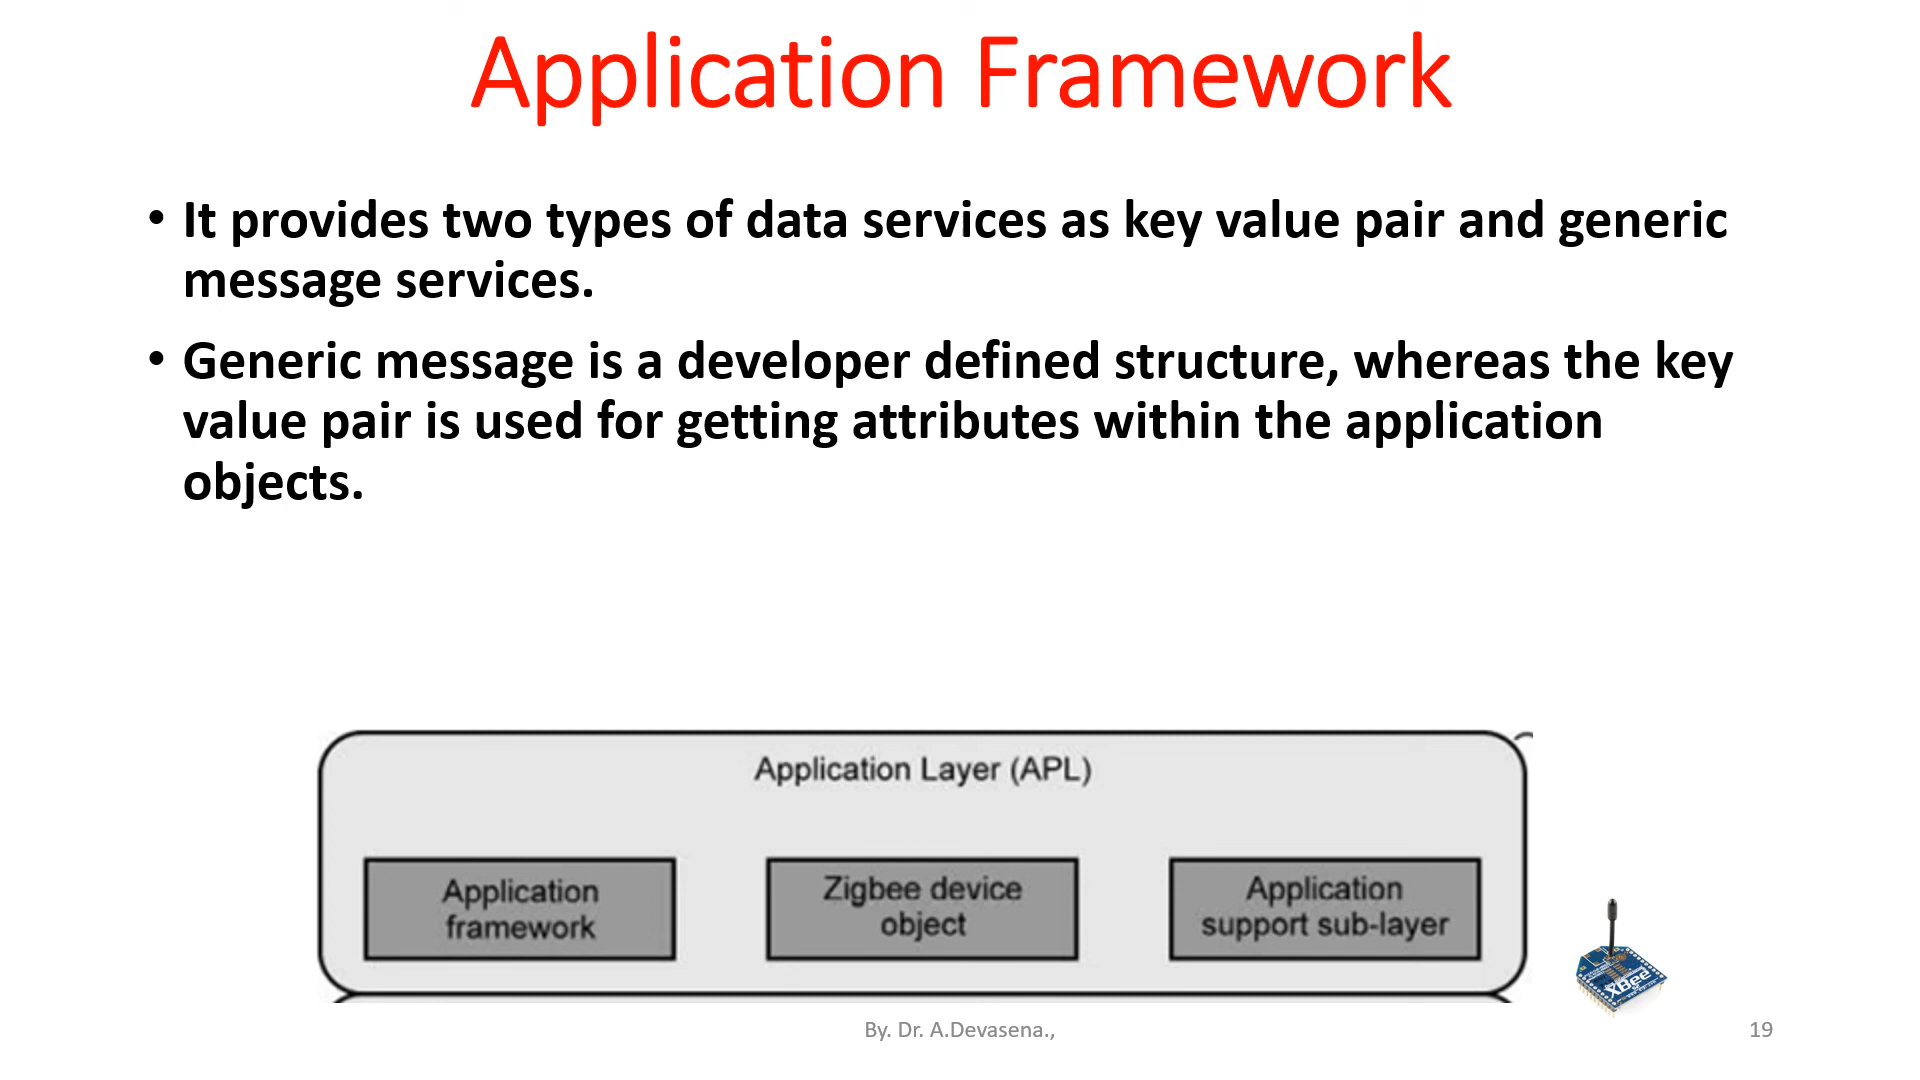 Application Framework
• It provides two types of data services as key value pair and generic
message services.
• Generic message is a developer defined structure, whereas the key
value pair is used for getting attributes within the application
objects.
Application Layer (APL)
Application
framework
Zigbee device
object
Application
support sub-layer
XBee
By. Dr. A.Devasena.,
19